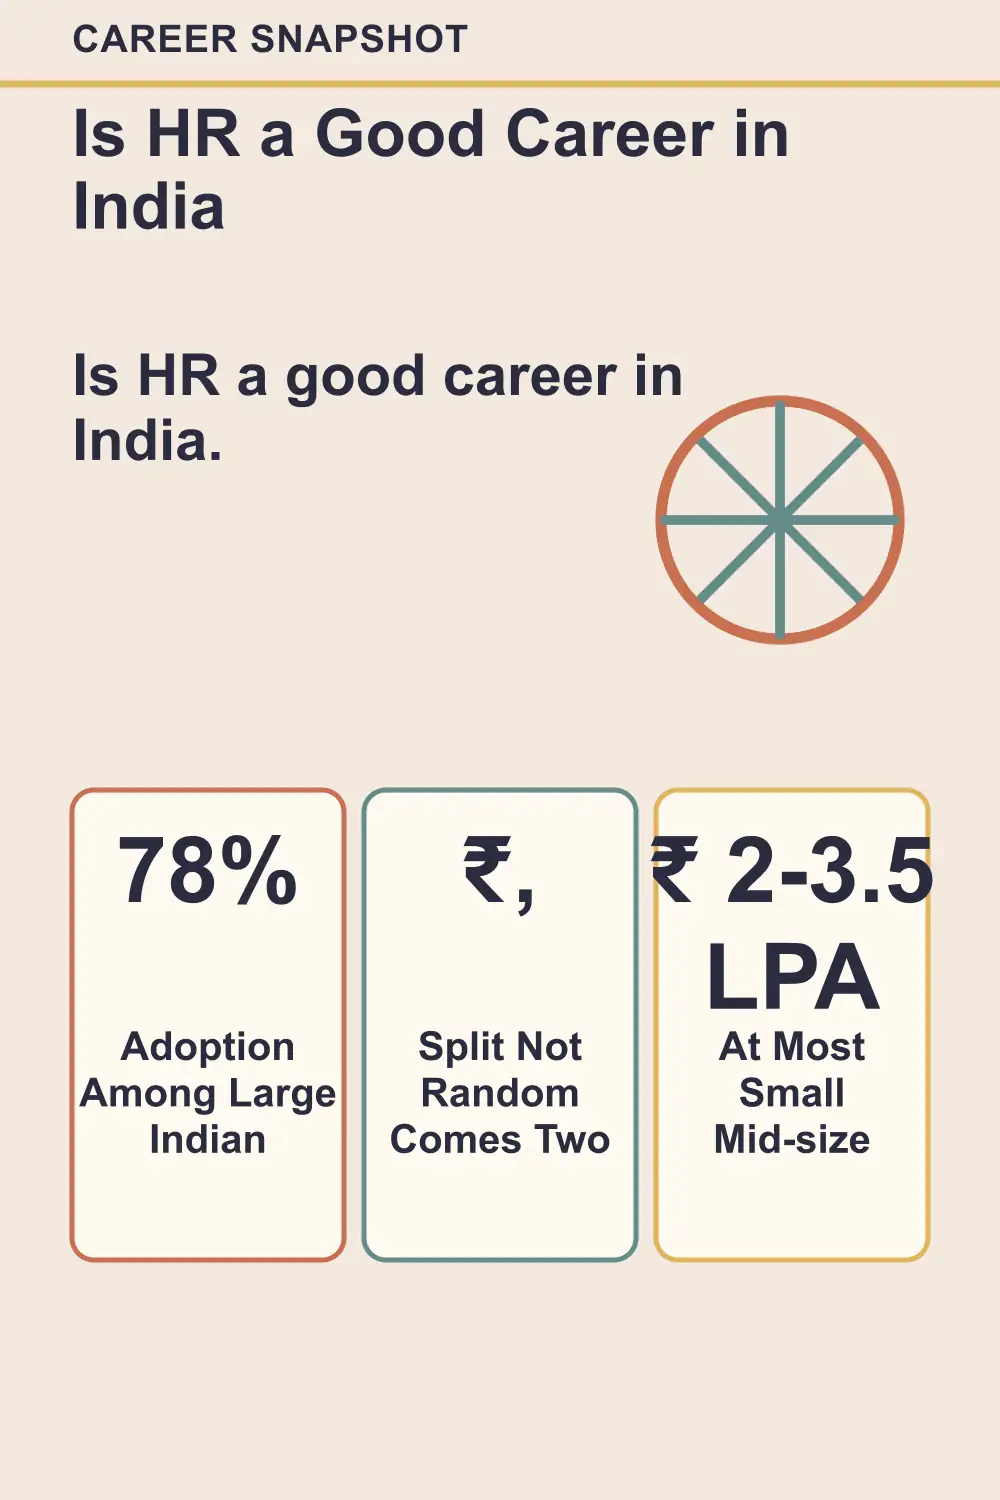 CAREER SNAPSHOT
Is HR a Good Career in
India
Is HR a good career in
India.
78%
Adoption
Among Large
Indian
₹,
Split Not
Random
Comes Two
₹ 2-3.5
LPA
At Most
Small
Mid-size